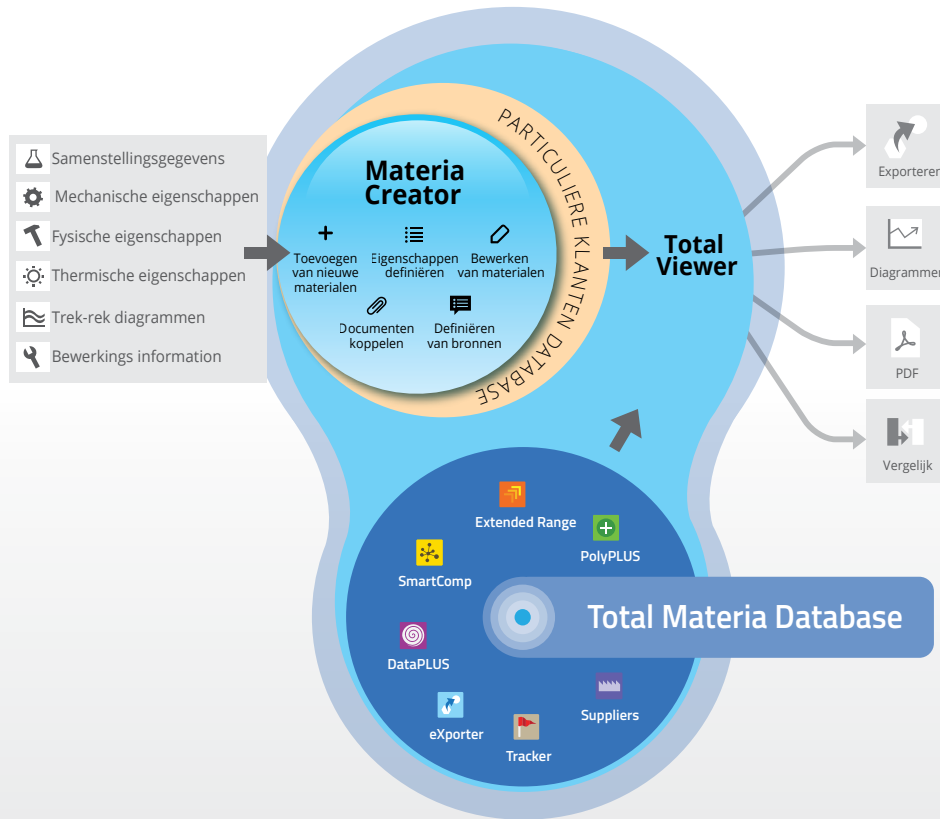 Samenstellingsgegevens
Mechanische eigenschappen
Fysische eigenschappen
Thermische eigenschappen
Trek-rek diagrammen
Bewerkings information
Materia
Creator
Toevoegen
van nieuwe
materialen
Eigenschappen
definiëren
Bewerken
van materialen
Documenten
koppelen
Definiëren
van bronnen
PARTICULIERE KLANTEN DATABASE
Total
Viewer
Exporteren
Diagrammen
PDF
Vergelijk
Extended Range
PolyPLUS
SmartComp
Total Materia Database
DataPLUS
Suppliers
eXporter
Tracker